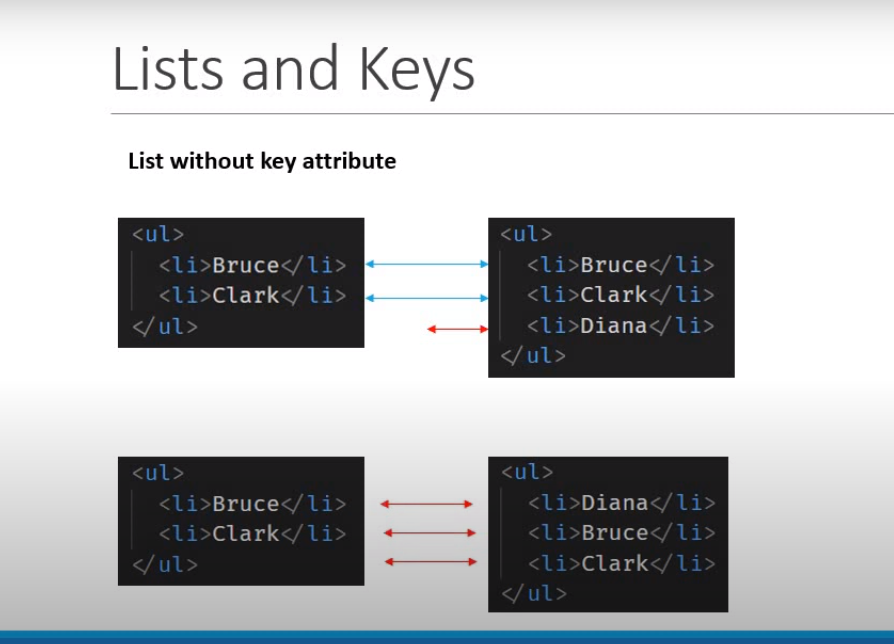 Lists and Keys
List without key attribute
<ul>
<li>Bruce</li>
<li>Clark</li>
</ul>
<ul>
<li>Bruce</li>
<li>Clark</li>
<li>Diana</li>
</ul>
<ul>
<li>Bruce</li>
<li>Clark</li>
</ul>
<ul>
<li>Diana</li>
<li>Bruce</li>
<li>Clark</li>
</ul>